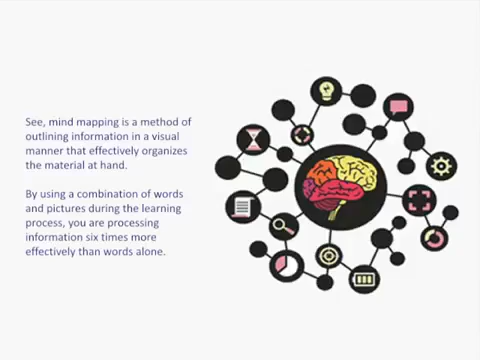 See, mind mapping is a method of
outlining information in a visual
manner that effectively organizes
the material at hand.
By using a combination of words
and pictures during the learning
process, you are processing
information six times more
effectively than words alone.